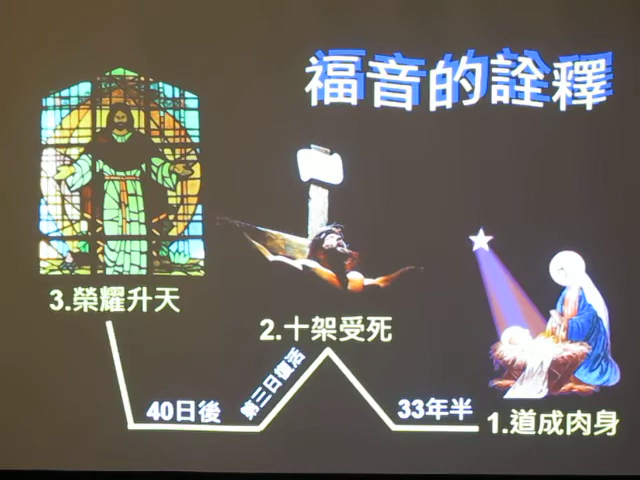 福音的詮釋
3.榮耀升天
2.十架受死
第三日復活
40日後
33年半
1.道成肉身